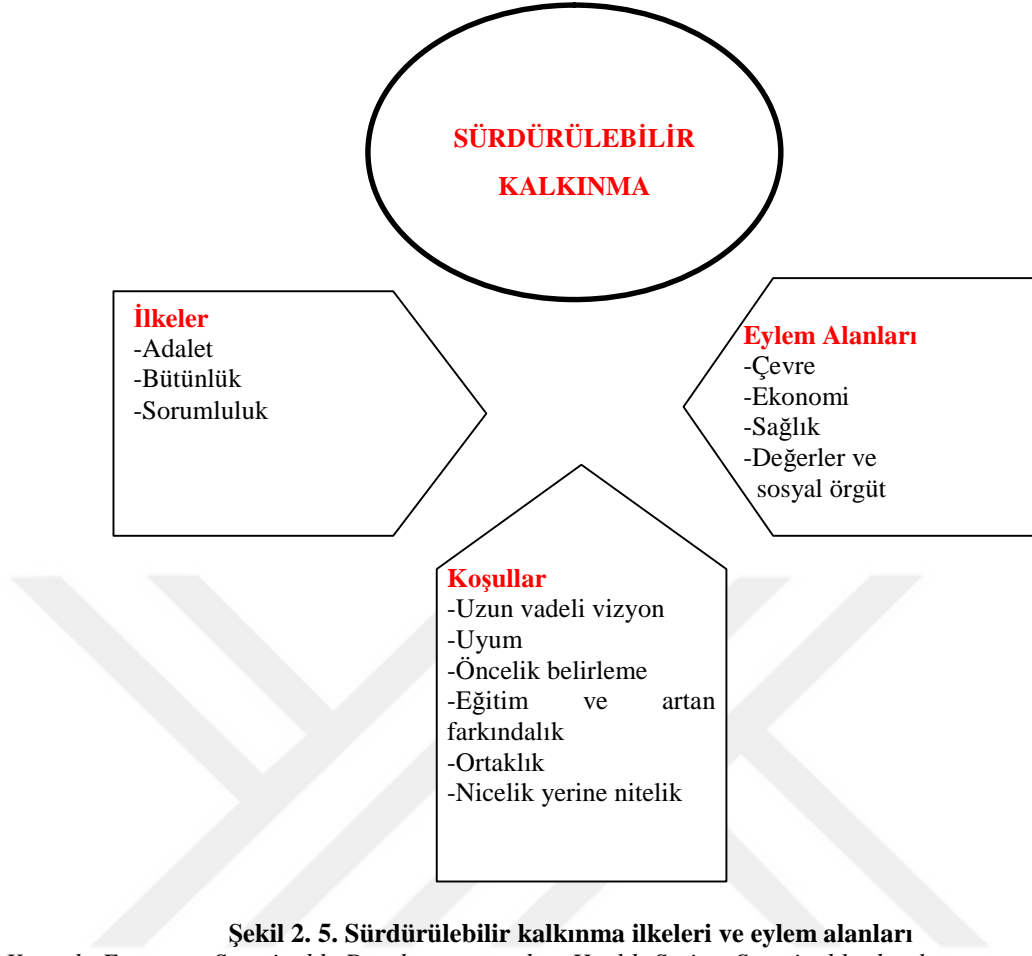 SÜRDÜRÜLEBİLİR
KALKINMA
İlkeler
-Adalet
-Bütünlük
-Sorumluluk
Eylem Alanları
-Çevre
-Ekonomi
-Sağlık
-Değerler ve
sosyal örgüt
Koşullar
-Uzun vadeli vizyon
-Uyum
-Öncelik belirleme
-Eğitim ve artan
farkındalık
-Ortaklık
-Nicelik yerine nitelik
Şekil 2. 5. Sürdürülebilir kalkınma ilkeleri ve eylem alanları